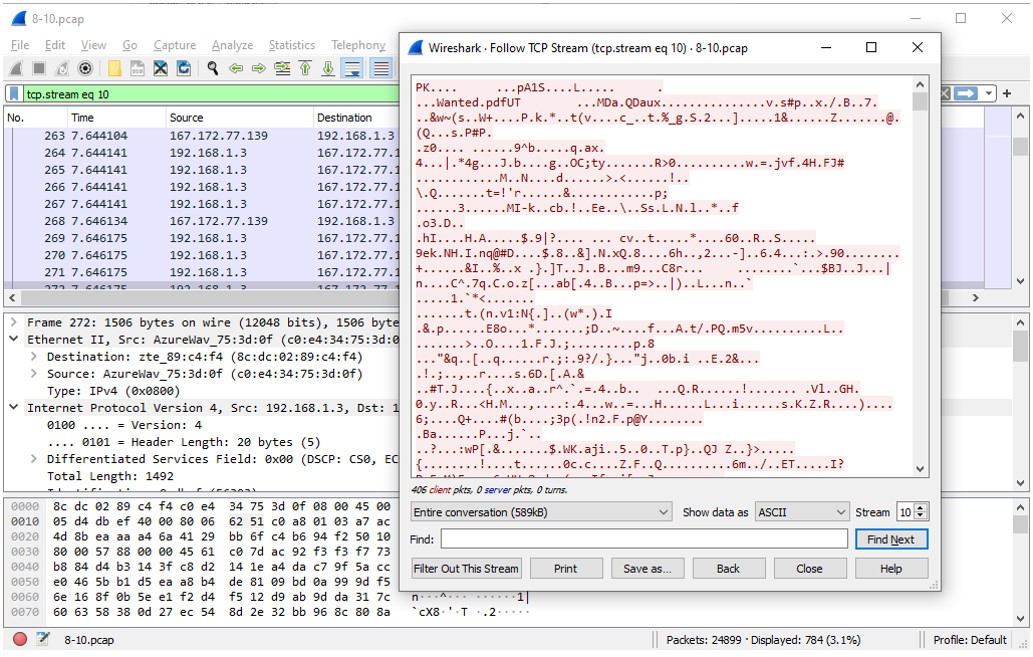 8-10.pcap
File Edit View Go Capture Analyze Statistics Telephony
tcp.stream eq 10
No. Time Source Destination
263 7.644104 167.172.77.139 192.168.1.3
264 7.644141 192.168.1.3 167.172.77.1
265 7.644141 192.168.1.3 167.172.77.1
266 7.644141 192.168.1.3 167.172.77.1
267 7.644141 192.168.1.3 167.172.77.1
268 7.646134 167.172.77.139 192.168.1.3
269 7.646175 192.168.1.3 167.172.77.1
270 7.646175 192.168.1.3 167.172.77.1
271 7.646175 192.168.1.3 167.172.77.1
272 7.646175 192.168.1.3 167.172.77.1
Frame 272: 1506 bytes on wire (12048 bits), 1506 byte
Ethernet II, Src: AzureWav_75:3d:0f (c0:e4:34:75:3d:0
Destination: zte_89:c4:f4 (8c:dc:02:89:c4:f4)
Source: AzureWav_75:3d:0f (c0:e4:34:75:3d:0f)
Type: IPv4 (0x0800)
Internet Protocol Version 4, Src: 192.168.1.3, Dst: 1
0100 .... = Version: 4
.... 0101 = Header Length: 20 bytes (5)
Differentiated Services Field: 0x00 (DSCP: CS0, EC
Total Length: 1492
0000 8c dc 02 89 c4 f4 c0 e4 34 75 3d 0f 08 00 45 00
0010 05 d4 db ef 40 00 80 06 62 51 c0 a8 01 03 a7 ac
0020 4d 8b ea aa a4 6a 41 29 bb 6f c4 b6 94 f2 50 10
0030 80 00 57 88 00 00 45 61 c0 7d ac 92 f3 f3 f7 73
0040 b8 84 d4 b3 14 3f c8 d2 14 1e a4 da c7 9f 5a cc
0050 e0 46 5b b1 d5 ea a8 b4 de 81 09 bd 0a 99 9d f5
0060 6e 16 8f 0b 5e e1 f2 d4 f5 12 d9 ab 9d da 31 7c n···^··· ······1|
0070 60 63 58 38 0d 27 ec 54 8d 2e 32 bb 96 8c 80 8a `cX8·'·T ·.2·····
8-10.pcap Packets: 24899 · Displayed: 784 (3.1%) Profile: Default
Wireshark · Follow TCP Stream (tcp.stream eq 10) · 8-10.pcap
PK.... ...pA1S....L..... .
...Wanted.pdfUT ...MDa.QDaux..............v.s#p..x./.B..7.
..&w~(s..W+....P.k.*..t(v....c_..t.%_g.S.2...]....1&......Z.......@.
(Q...s.P#P.
.z0.... ......9^b.....q.ax.
4...|.*4g...J.b....g..OC;ty.......R>0..........w.=.jvf.4H.FJ#
............M..N....d......>.<......!..
\.Q.......t=!'r......&............p;
......3......MI-k..cb.!..Ee..\..Ss.L.N.l..*..f
.o3.D..
.hI....H.A.....$.9|?.... ... cv..t.....*....60..R..S.....
9ek.NH.I.nq@#D....$.8..&].N.xQ.8....6h..,2...-]..6.4...:.>.90........
+......&I..%..x .}.]T..J..B...m9...C8r... ........`...$BJ..J...|
n....C^.7q.C.o.z[...ab[.4..B...p=>..|)..L...n..`
.....1.`*<.......
......t.(n.v1:N{.]..(w*.).I
.&.p......E8o...*......;D..~....f...A.t/.PQ.m5v..........L..
.......>..O....1.F.J.;........p.8
..."&q..[..q......r.;:.9?/.}..."j..0b.i ..E.2&...
.!.;..,..r....s.6D.[.A.&
..#T.J....{..x..a..r^.`.=.4..b... ...Q.R......!....... .Vl..GH.
0.y..R...<H.M...,....:.4...w..=...H......L...i......s.K.Z.R....)....
6;....Q+....#(b....;3p(.!n2.F.p@Y........
.Ba......P...j.`..
..?...:wP[.&.......$.WK.aji..5..0..T.p}..QJ Z..}>.....
{........!....t......0c.c....Z.F..Q..........6m../..ET.....I?
406 client pkts, 0 server pkts, 0 turns.
Entire conversation (589kB) Show data as ASCII Stream 10
Find: Find Next
Filter Out This Stream Print Save as... Back Close Help